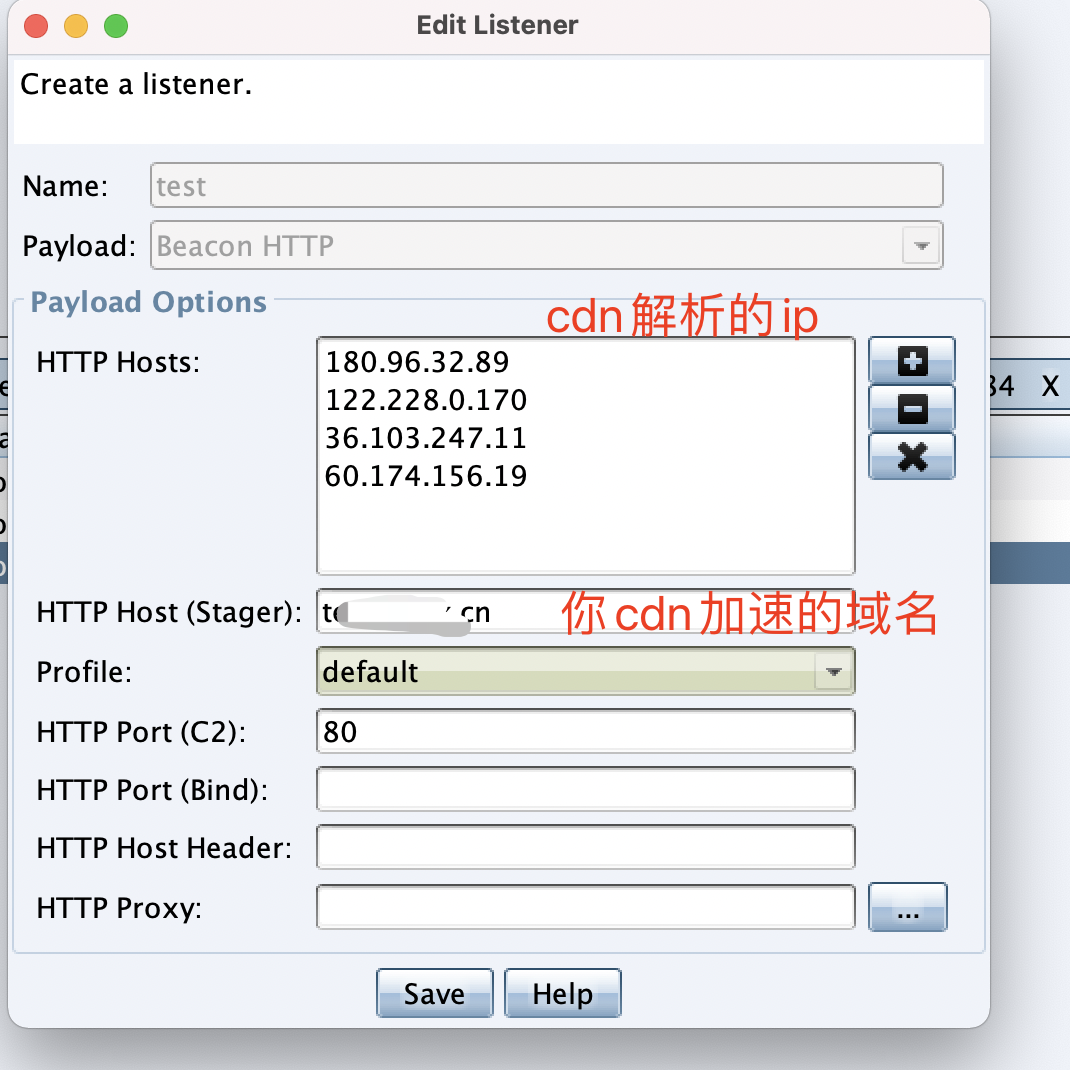 Edit Listener
Create a listener.
Name: test
Payload: Beacon HTTP
Payload Options
cdn解析的ip
HTTP Hosts:
180.96.32.89
122.228.0.170
36.103.247.11
60.174.156.19
34 X
HTTP Host (Stager): .cn 你cdn加速的域名
Profile: default
HTTP Port (C2): 80
HTTP Port (Bind):
HTTP Host Header:
HTTP Proxy: ...
Save Help